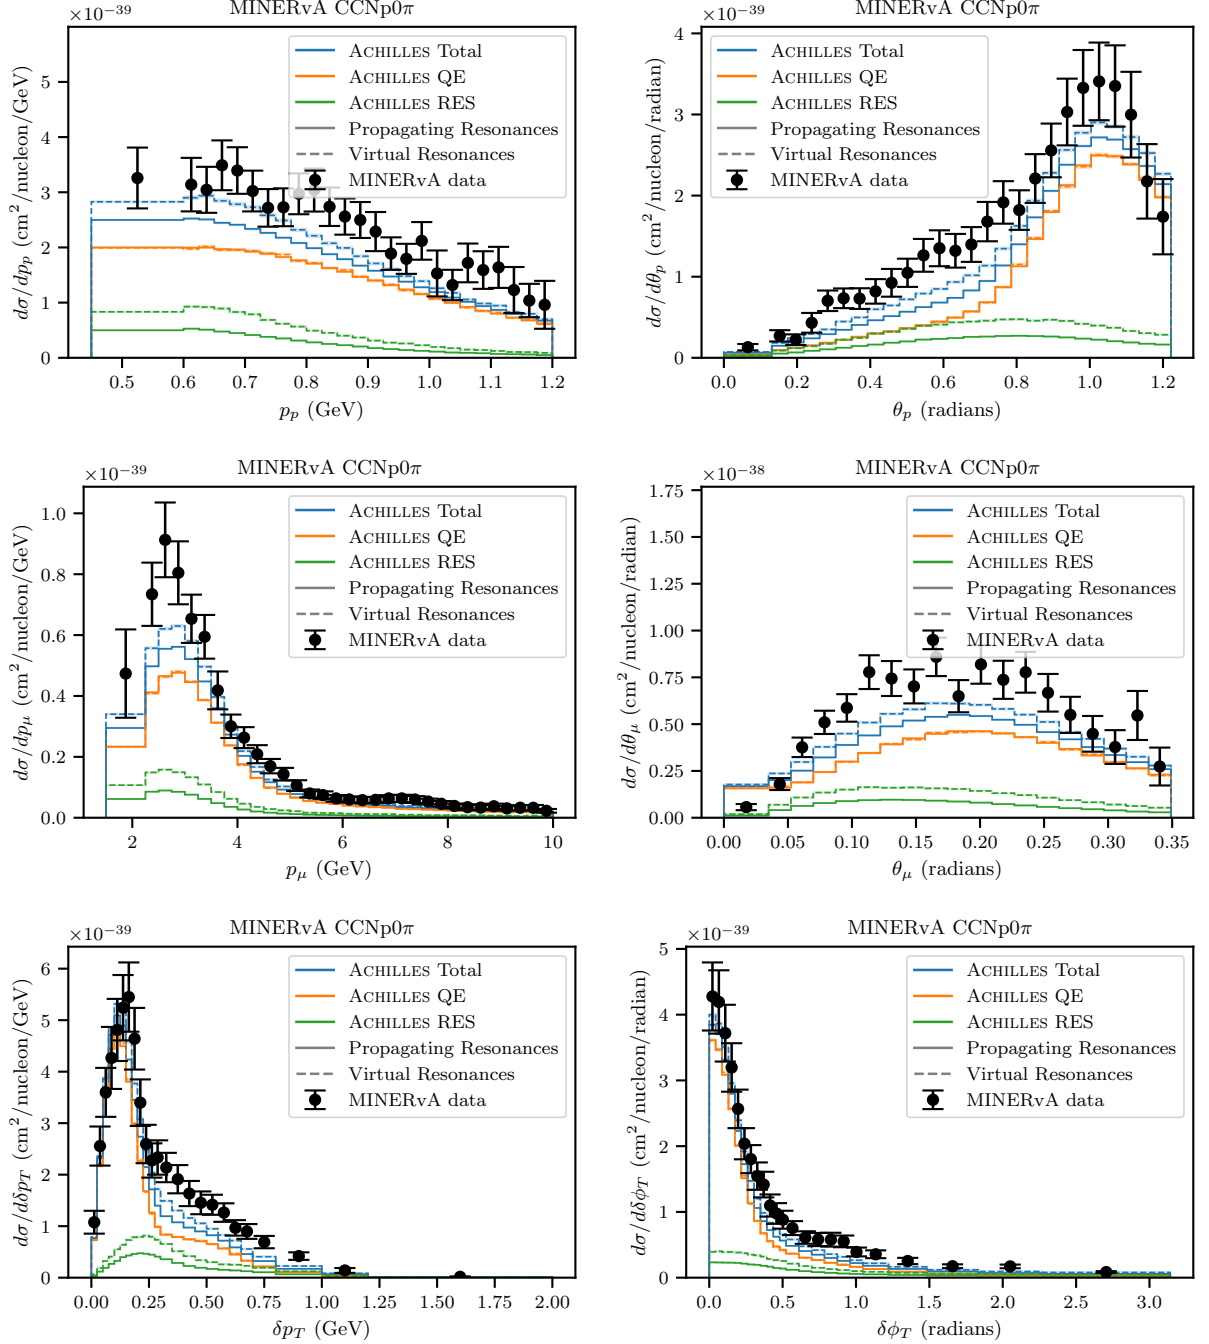 ×10⁻³⁹
MINERvA CCNp0π
dσ/dp_p (cm²/nucleon/GeV)
5
4
3
2
1
0
ACHILLES Total
ACHILLES QE
ACHILLES RES
Propagating Resonances
Virtual Resonances
MINERvA data
0.5 0.6 0.7 0.8 0.9 1.0 1.1 1.2
p_p (GeV)
×10⁻³⁹
MINERvA CCNp0π
dσ/dθ_p (cm²/nucleon/radian)
4
3
2
1
0
ACHILLES Total
ACHILLES QE
ACHILLES RES
Propagating Resonances
Virtual Resonances
MINERvA data
0.0 0.2 0.4 0.6 0.8 1.0 1.2
θ_p (radians)
×10⁻³⁹
MINERvA CCNp0π
dσ/dp_μ (cm²/nucleon/GeV)
1.0
0.8
0.6
0.4
0.2
0.0
ACHILLES Total
ACHILLES QE
ACHILLES RES
Propagating Resonances
Virtual Resonances
MINERvA data
2 4 6 8 10
p_μ (GeV)
×10⁻³⁸
MINERvA CCNp0π
dσ/dθ_μ (cm²/nucleon/radian)
1.75
1.50
1.25
1.00
0.75
0.50
0.25
0.00
ACHILLES Total
ACHILLES QE
ACHILLES RES
Propagating Resonances
Virtual Resonances
MINERvA data
0.00 0.05 0.10 0.15 0.20 0.25 0.30 0.35
θ_μ (radians)
×10⁻³⁹
MINERvA CCNp0π
dσ/dδp_T (cm²/nucleon/GeV)
6
5
4
3
2
1
0
ACHILLES Total
ACHILLES QE
ACHILLES RES
Propagating Resonances
Virtual Resonances
MINERvA data
0.00 0.25 0.50 0.75 1.00 1.25 1.50 1.75 2.00
δp_T (GeV)
×10⁻³⁹
MINERvA CCNp0π
dσ/dδϕ_T (cm²/nucleon/radian)
5
4
3
2
1
0
ACHILLES Total
ACHILLES QE
ACHILLES RES
Propagating Resonances
Virtual Resonances
MINERvA data
0.0 0.5 1.0 1.5 2.0 2.5 3.0
δϕ_T (radians)